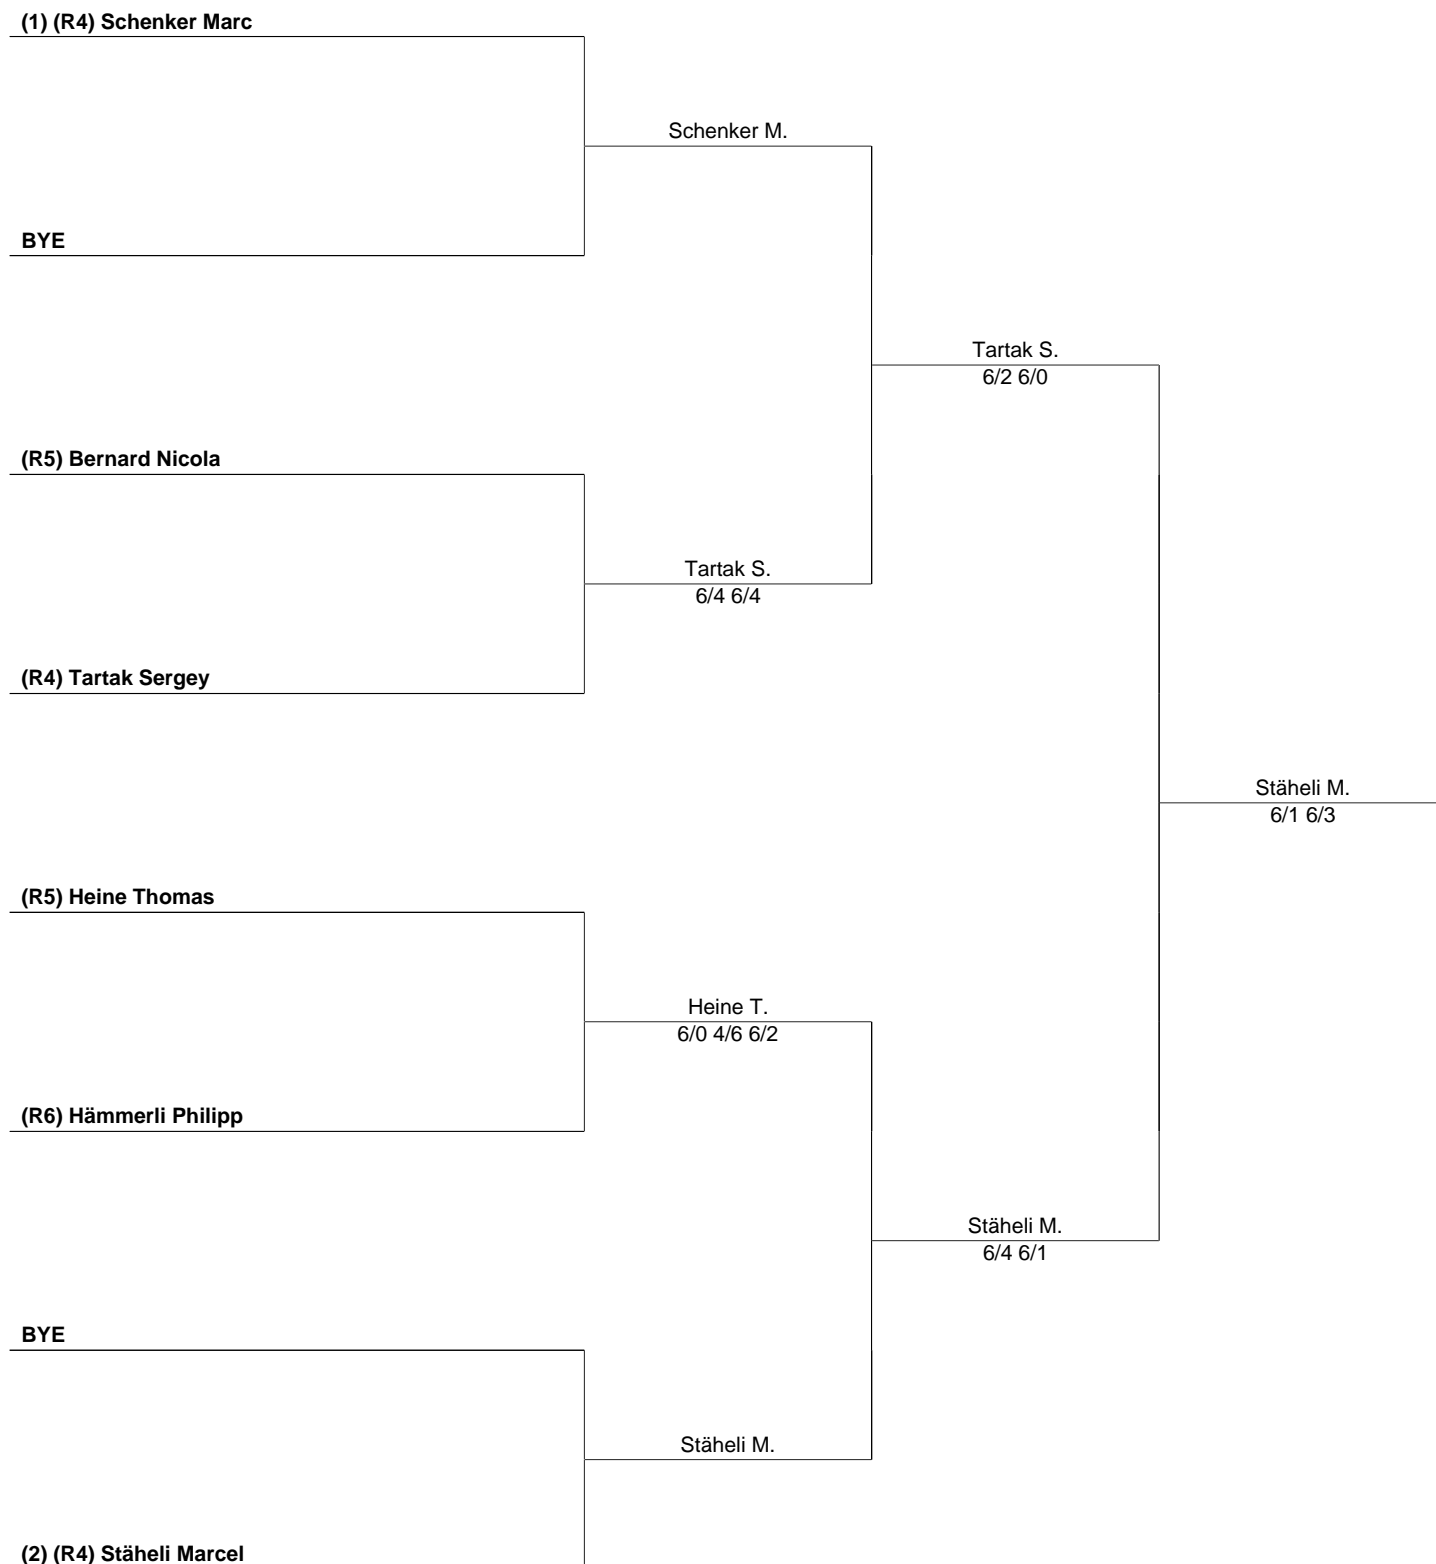 (1) (R4) Schenker Marc
Schenker M.
BYE
Tartak S.
6/2 6/0
(R5) Bernard Nicola
Tartak S.
6/4 6/4
(R4) Tartak Sergey
Stäheli M.
6/1 6/3
(R5) Heine Thomas
Heine T.
6/0 4/6 6/2
(R6) Hämmerli Philipp
Stäheli M.
6/4 6/1
BYE
Stäheli M.
(2) (R4) Stäheli Marcel